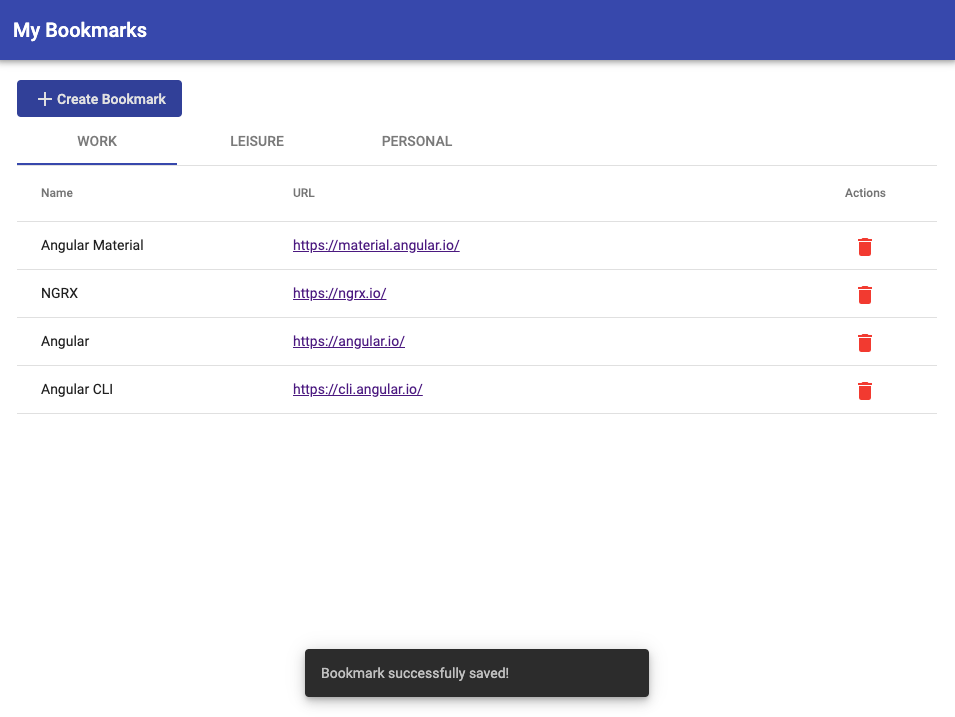 My Bookmarks
Create Bookmark
WORK LEISURE PERSONAL
Name URL Actions
Angular Material https://material.angular.io/
NGRX https://ngrx.io/
Angular https://angular.io/
Angular CLI https://cli.angular.io/
Bookmark successfully saved!